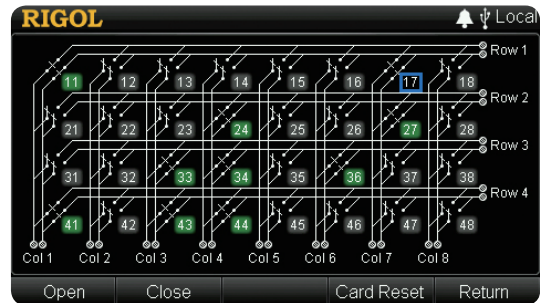 RIGOL Local
Row 1
11 12 13 14 15 16 17 18
Row 2
21 22 23 24 25 26 27 28
Row 3
31 32 33 34 35 36 37 38
Row 4
41 42 43 44 45 46 47 48
Col 1 Col 2 Col 3 Col 4 Col 5 Col 6 Col 7 Col 8
Open Close Card Reset Return